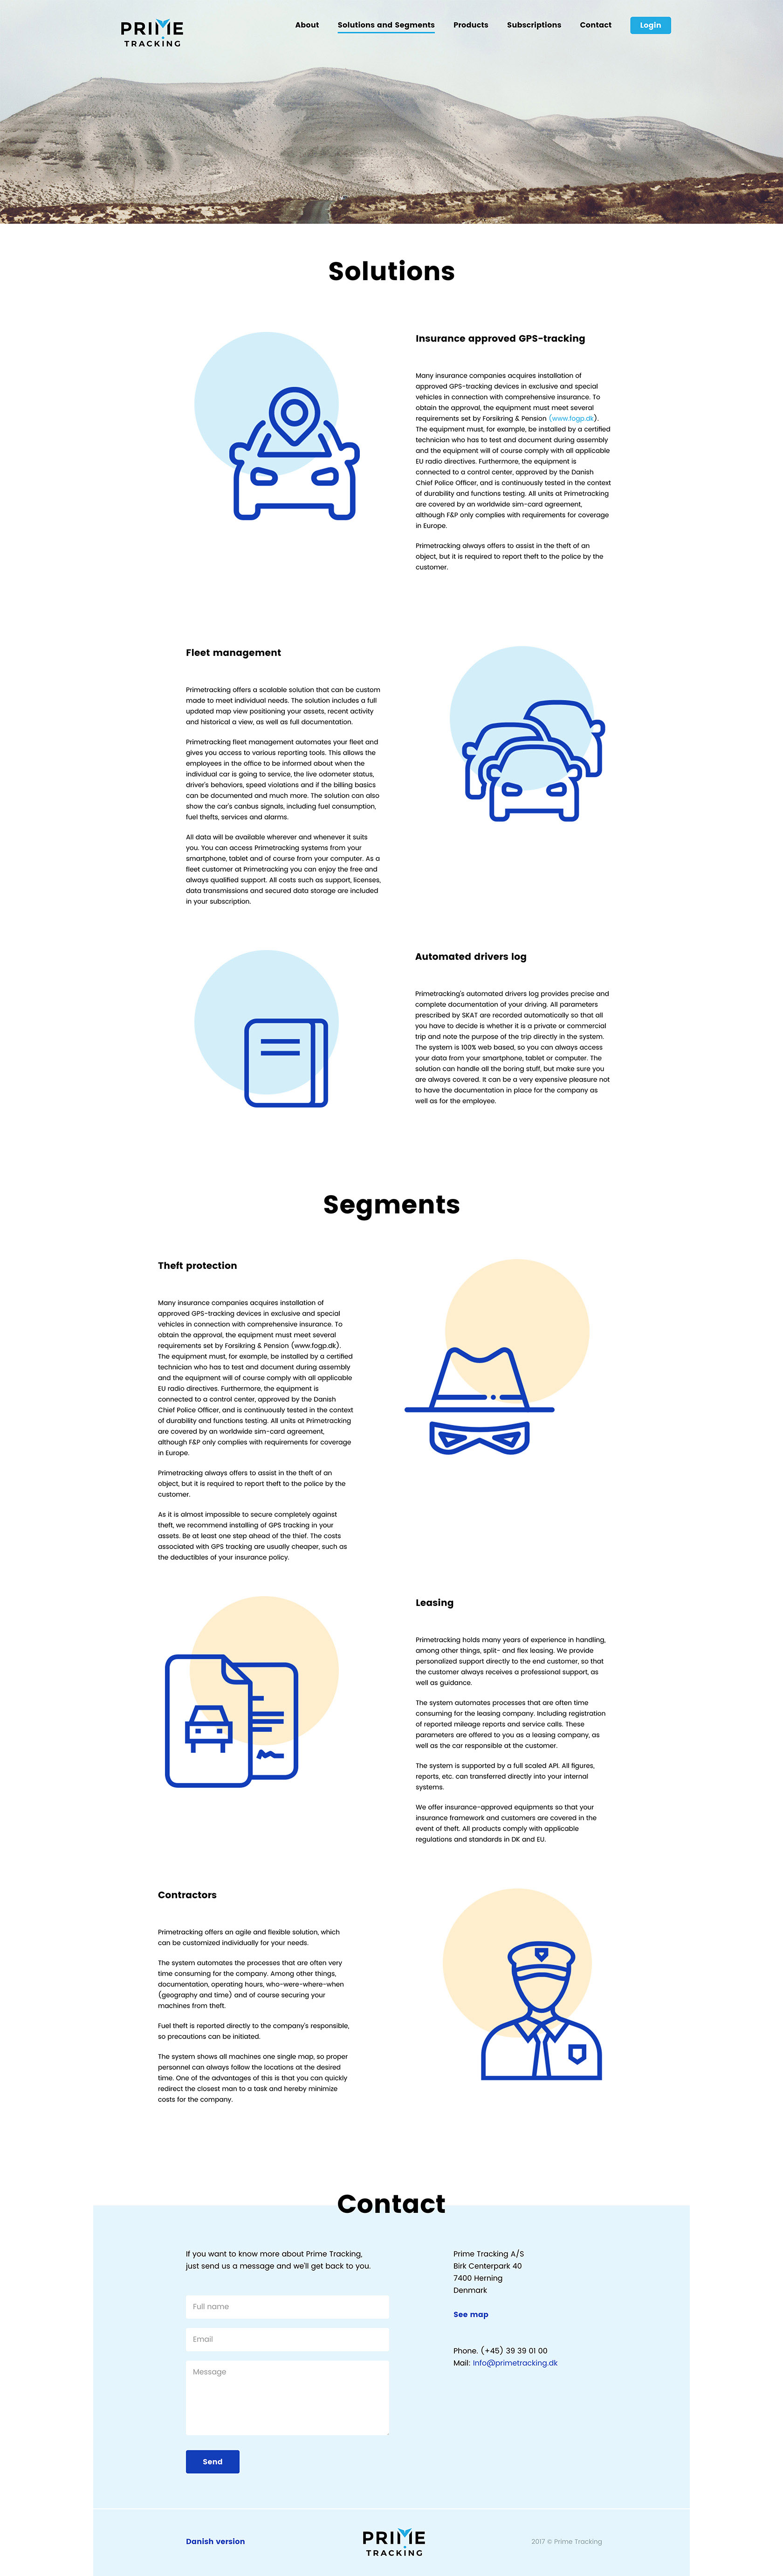 PRIME
TRACKING
About
Solutions and Segments
Products
Subscriptions
Contact
Login
Solutions
Insurance approved GPS-tracking
Many insurance companies acquires installation of
approved GPS-tracking devices in exclusive and special
vehicles in connection with comprehensive insurance. To
obtain the approval, the equipment must meet several
requirements set by Forsikring & Pension (www.fogp.dk).
The equipment must, for example, be installed by a certified
technician who has to test and document during assembly
and the equipment will of course comply with all applicable
EU radio directives. Furthermore, the equipment is
connected to a control center, approved by the Danish
Chief Police Officer, and is continuously tested in the context
of durability and functions testing. All units at Primetracking
are covered by an worldwide sim-card agreement,
although F&P only complies with requirements for coverage
in Europe.
Primetracking always offers to assist in the theft of an
object, but it is required to report theft to the police by the
customer.
Fleet management
Primetracking offers a scalable solution that can be custom
made to meet individual needs. The solution includes a full
updated map view positioning your assets, recent activity
and historical a view, as well as full documentation.
Primetracking fleet management automates your fleet and
gives you access to various reporting tools. This allows the
employees in the office to be informed about when the
individual car is going to service, the live odometer status,
driver's behaviors, speed violations and if the billing basics
can be documented and much more. The solution can also
show the car's canbus signals, including fuel consumption,
fuel thefts, services and alarms.
All data will be available wherever and whenever it suits
you. You can access Primetracking systems from your
smartphone, tablet and of course from your computer. As a
fleet customer at Primetracking you can enjoy the free and
always qualified support. All costs such as support, licenses,
data transmissions and secured data storage are included
in your subscription.
Automated drivers log
Primetracking's automated drivers log provides precise and
complete documentation of your driving. All parameters
prescribed by SKAT are recorded automatically so that all
you have to decide is whether it is a private or commercial
trip and note the purpose of the trip directly in the system.
The system is 100% web based, so you can always access
your data from your smartphone, tablet or computer. The
solution can handle all the boring stuff, but make sure you
are always covered. It can be a very expensive pleasure not
to have the documentation in place for the company as
well as for the employee.
Segments
Theft protection
Many insurance companies acquires installation of
approved GPS-tracking devices in exclusive and special
vehicles in connection with comprehensive insurance. To
obtain the approval, the equipment must meet several
requirements set by Forsikring & Pension (www.fogp.dk).
The equipment must, for example, be installed by a certified
technician who has to test and document during assembly
and the equipment will of course comply with all applicable
EU radio directives. Furthermore, the equipment is
connected to a control center, approved by the Danish
Chief Police Officer, and is continuously tested in the context
of durability and functions testing. All units at Primetracking
are covered by an worldwide sim-card agreement,
although F&P only complies with requirements for coverage
in Europe.
Primetracking always offers to assist in the theft of an
object, but it is required to report theft to the police by the
customer.
As it is almost impossible to secure completely against
theft, we recommend installing of GPS tracking in your
assets. Be at least one step ahead of the thief. The costs
associated with GPS tracking are usually cheaper, such as
the deductibles of your insurance policy.
Leasing
Primetracking holds many years of experience in handling,
among other things, split- and flex leasing. We provide
personalized support directly to the end customer, so that
the customer always receives a professional support, as
well as guidance.
The system automates processes that are often time
consuming for the leasing company. Including registration
of reported mileage reports and service calls. These
parameters are offered to you as a leasing company, as
well as the car responsible at the customer.
The system is supported by a full scaled API. All figures,
reports, etc. can transferred directly into your internal
systems.
We offer insurance-approved equipments so that your
insurance framework and customers are covered in the
event of theft. All products comply with applicable
regulations and standards in DK and EU.
Contractors
Primetracking offers an agile and flexible solution, which
can be customized individually for your needs.
The system automates the processes that are often very
time consuming for the company. Among other things,
documentation, operating hours, who-were-where-when
(geography and time) and of course securing your
machines from theft.
Fuel theft is reported directly to the company's responsible,
so precautions can be initiated.
The system shows all machines one single map, so proper
personnel can always follow the locations at the desired
time. One of the advantages of this is that you can quickly
redirect the closest man to a task and hereby minimize
costs for the company.
Contact
If you want to know more about Prime Tracking,
just send us a message and we'll get back to you.
Full name
Email
Message
Send
Prime Tracking A/S
Birk Centerpark 40
7400 Herning
Denmark
See map
Phone. (+45) 39 39 01 00
Mail: Info@primetracking.dk
Danish version
PRIME
TRACKING
2017 © Prime Tracking